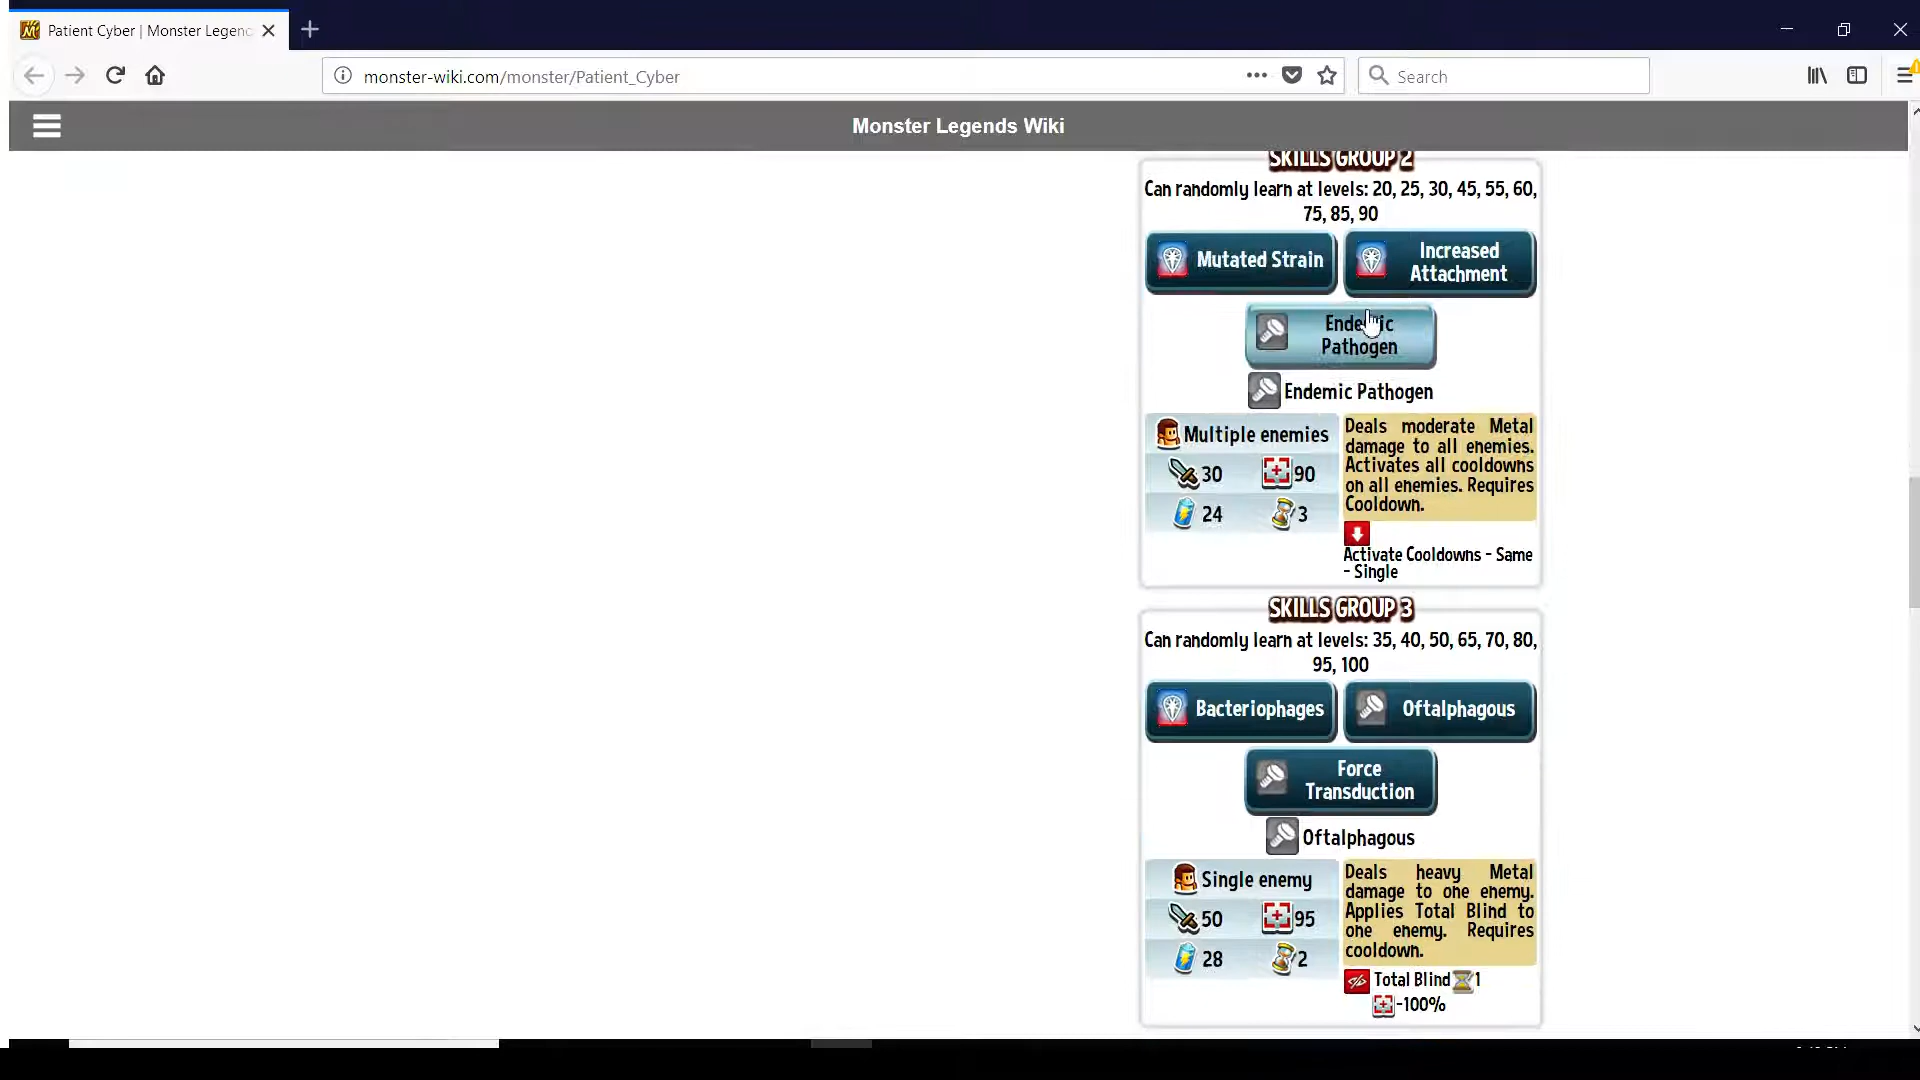 Patient Cyber | Monster Legenc
monster-wiki.com/monster/Patient_Cyber
Search
Monster Legends Wiki
SKILLS GROUP 2
Can randomly learn at levels: 20, 25, 30, 45, 55, 60,
75, 85, 90
Mutated Strain
Increased
Attachment
Endemic
Pathogen
Endemic Pathogen
Multiple enemies
30 90
24 3
Deals moderate Metal
damage to all enemies.
Activates all cooldowns
on all enemies. Requires
Cooldown.
Activate Cooldowns - Same
- Single
SKILLS GROUP 3
Can randomly learn at levels: 35, 40, 50, 65, 70, 80,
95, 100
Bacteriophages
Oftalphagous
Force
Transduction
Oftalphagous
Single enemy
50 95
28 2
Deals heavy Metal
damage to one enemy.
Applies Total Blind to
one enemy. Requires
cooldown.
Total Blind 1
-100%